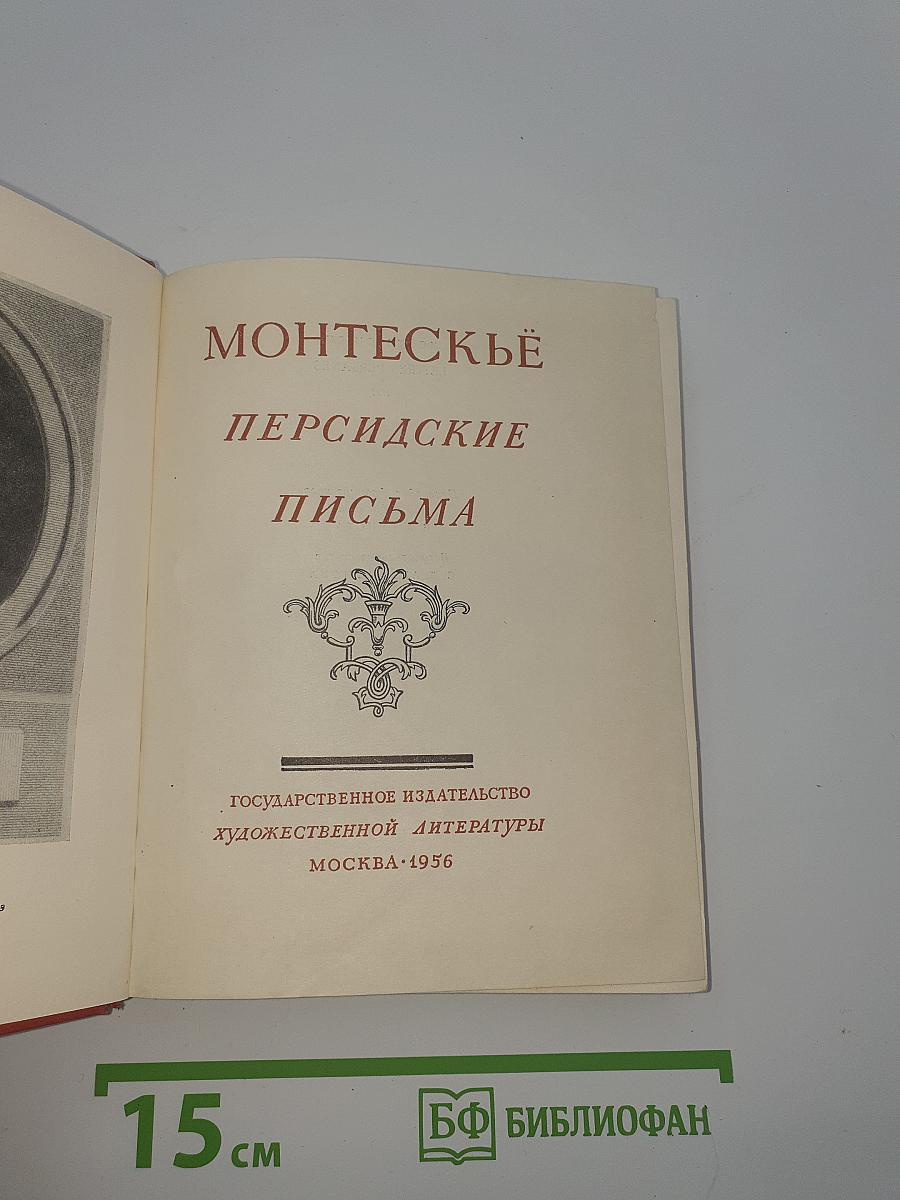 МОНТЕСКЬЁ
ПЕРСИДСКИЕ
ПИСЬМА
ГОСУДАРСТВЕННОЕ ИЗДАТЕЛЬСТВО
ХУДОЖЕСТВЕННОЙ ЛИТЕРАТУРЫ
МОСКВА · 1956
15 см
БФ БИБЛИОФАН